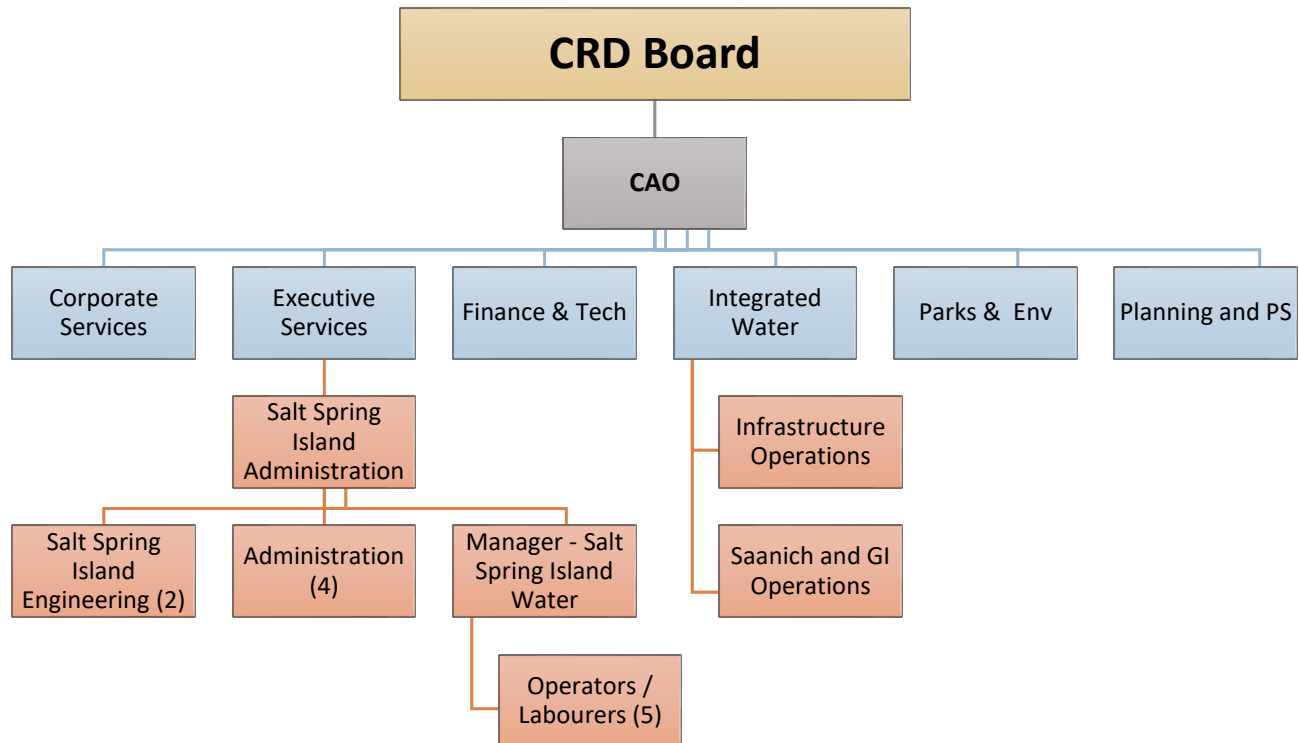 CRD Board
CAO
Corporate
Services
Executive
Services
Finance & Tech
Integrated
Water
Parks & Env
Planning and PS
Salt Spring
Island
Administration
Infrastructure
Operations
Salt Spring
Island
Engineering (2)
Administration
(4)
Manager - Salt
Spring Island
Water
Saanich and GI
Operations
Operators /
Labourers (5)